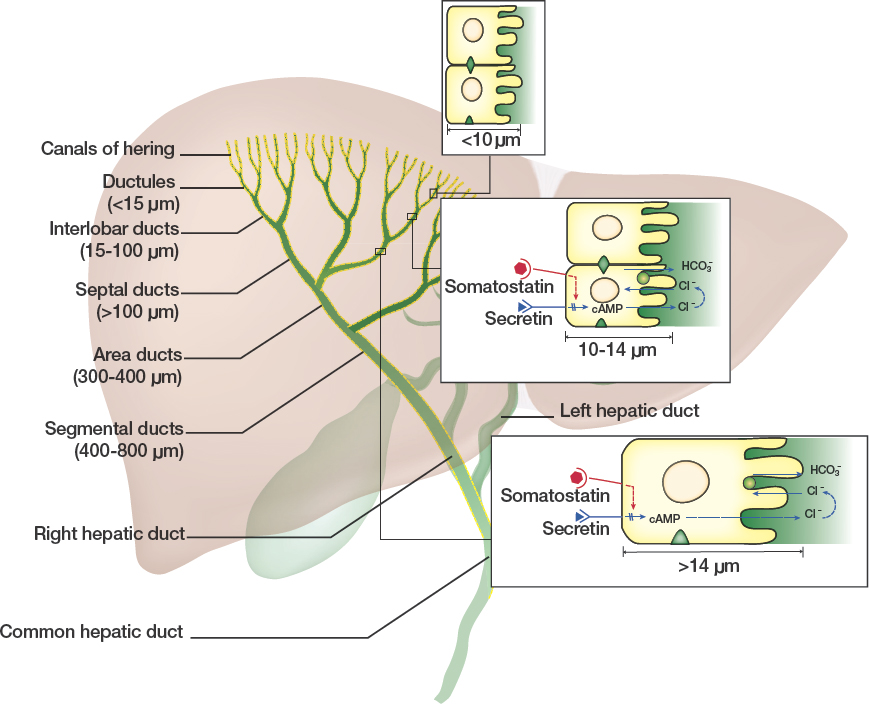 <10 µm
Canals of hering
Ductules
(<15 µm)
Interlobar ducts
(15-100 µm)
Septal ducts
(>100 µm)
Area ducts
(300-400 µm)
Segmental ducts
(400-800 µm)
Right hepatic duct
Common hepatic duct
HCO₃⁻
Somatostatin
Cl⁻
Secretin
cAMP
Cl⁻
10-14 µm
Left hepatic duct
HCO₃⁻
Somatostatin
Cl⁻
Secretin
cAMP
Cl⁻
>14 µm